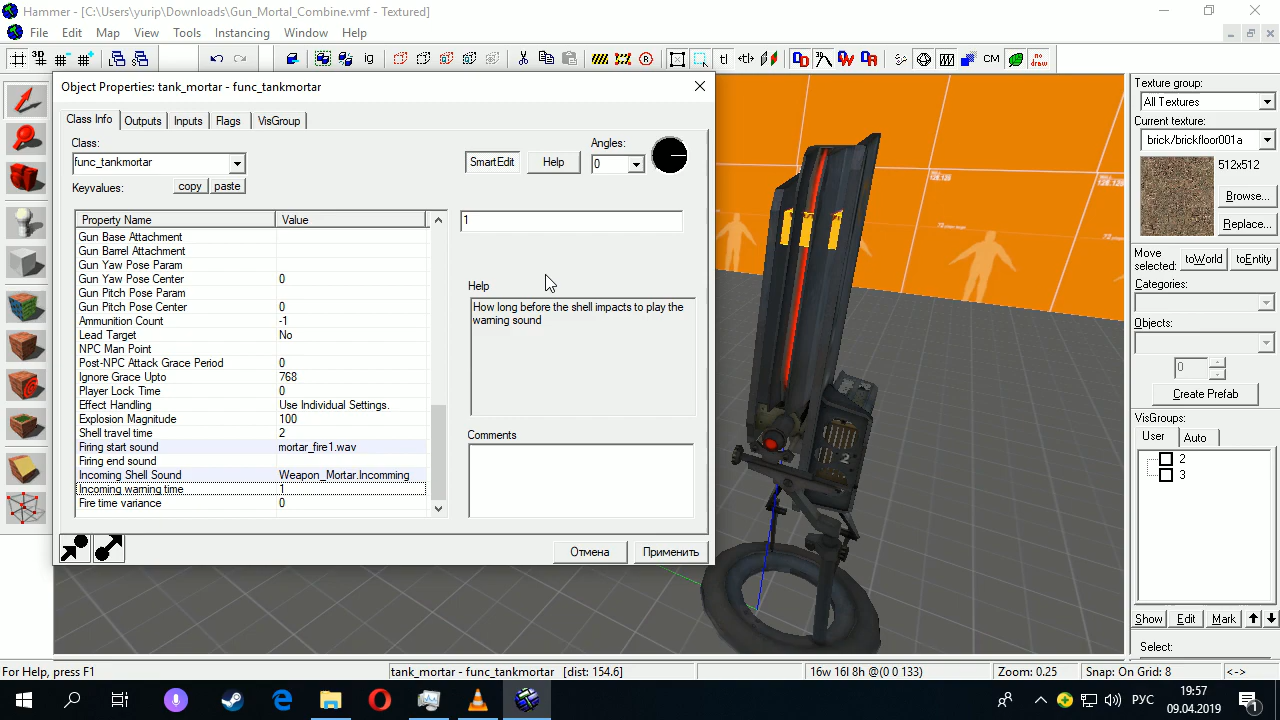 Hammer - [C:\Users\yurip\Downloads\Gun_Mortal_Combine.vmf - Textured]
File Edit Map View Tools Instancing Window Help
Object Properties: tank_mortar - func_tankmortar
Class Info Outputs Inputs Flags VisGroup
Class:
func_tankmortar
SmartEdit Help
Angles:
0
Keyvalues: copy paste
Property Name Value
Gun Base Attachment
Gun Barrel Attachment
Gun Yaw Pose Param
Gun Yaw Pose Center 0
Gun Pitch Pose Param
Gun Pitch Pose Center 0
Ammunition Count -1
Lead Target No
NPC Man Point
Post-NPC Attack Grace Period 0
Ignore Grace Upto 768
Player Lock Time 0
Effect Handling Use Individual Settings.
Explosion Magnitude 100
Shell travel time 2
Firing start sound mortar_fire1.wav
Firing end sound
Incoming Shell Sound Weapon_Mortar.Incomming
Incoming warning time 1
Fire time variance 0
1
Help
How long before the shell impacts to play the
warning sound
Comments
Отмена Применить
2
Texture group:
All Textures
Current texture:
brick/brickfloor001a
512x512
Browse...
Replace...
Move
selected:
toWorld toEntity
Categories:
Objects:
0
Create Prefab
VisGroups:
User Auto
2
3
Show Edit Mark
Select:
For Help, press F1
tank_mortar - func_tankmortar [dist: 154.6]
16w 16l 8h @(0 0 133)
Zoom: 0.25
Snap: On Grid: 8
<->
РУС
19:57
09.04.2019
1